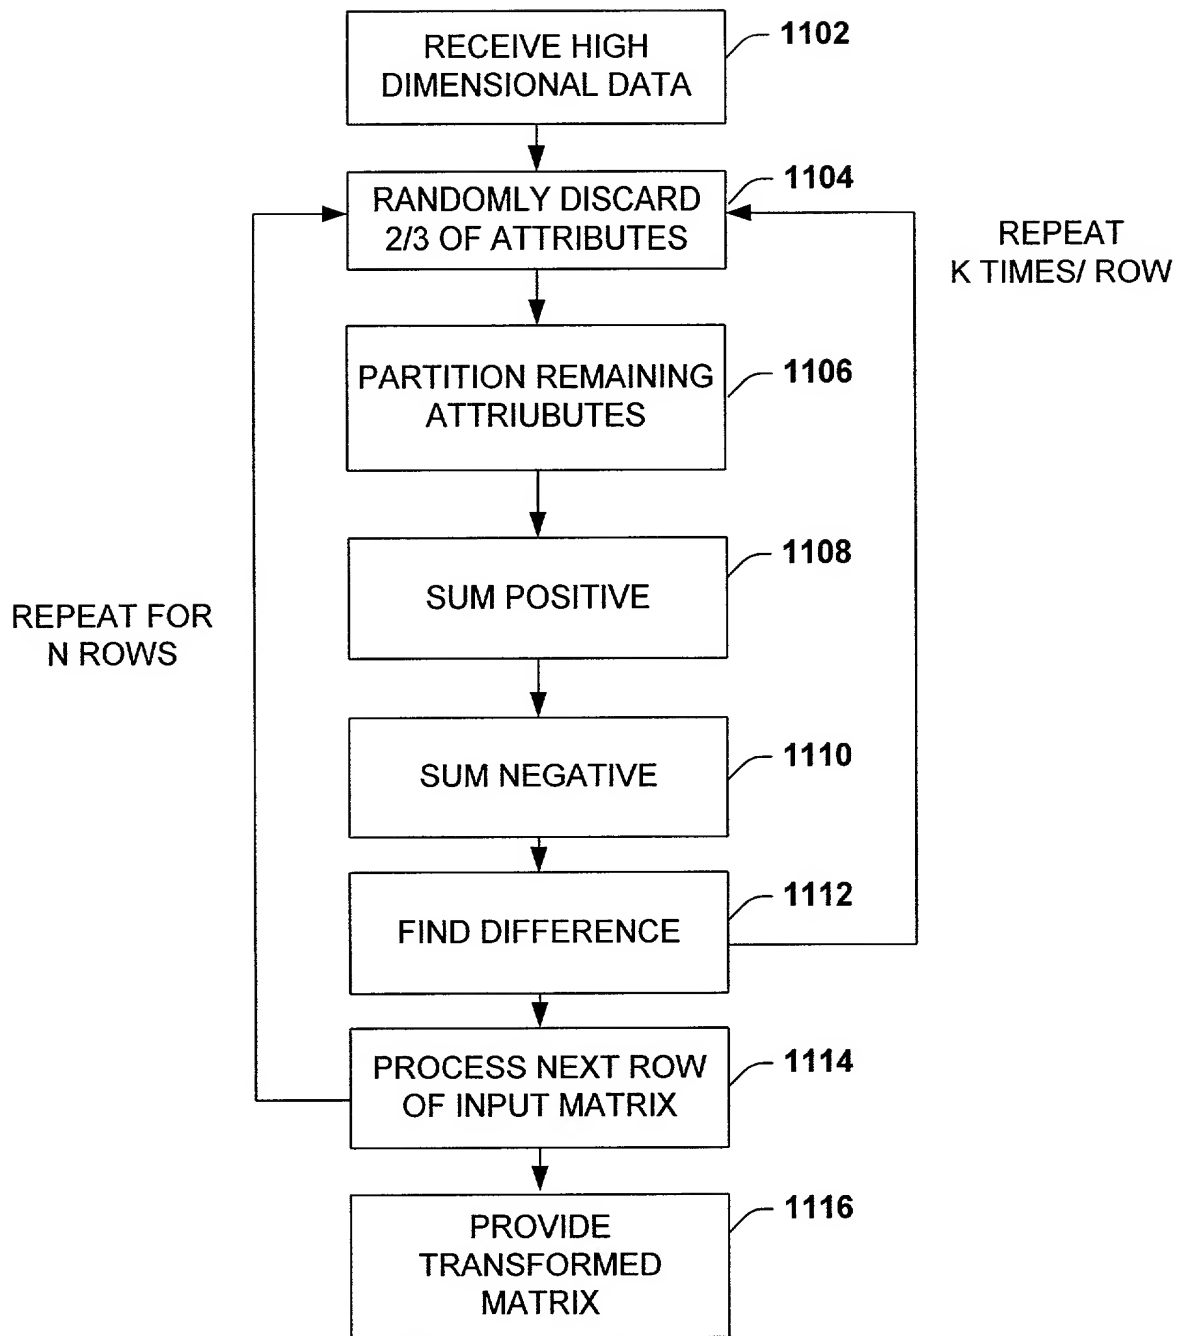 RECEIVE HIGH
DIMENSIONAL DATA
1102
RANDOMLY DISCARD
2/3 OF ATTRIBUTES
1104
REPEAT
K TIMES/ ROW
PARTITION REMAINING
ATTRIUBUTES
1106
SUM POSITIVE
1108
REPEAT FOR
N ROWS
SUM NEGATIVE
1110
FIND DIFFERENCE
1112
PROCESS NEXT ROW
OF INPUT MATRIX
1114
PROVIDE
TRANSFORMED
MATRIX
1116